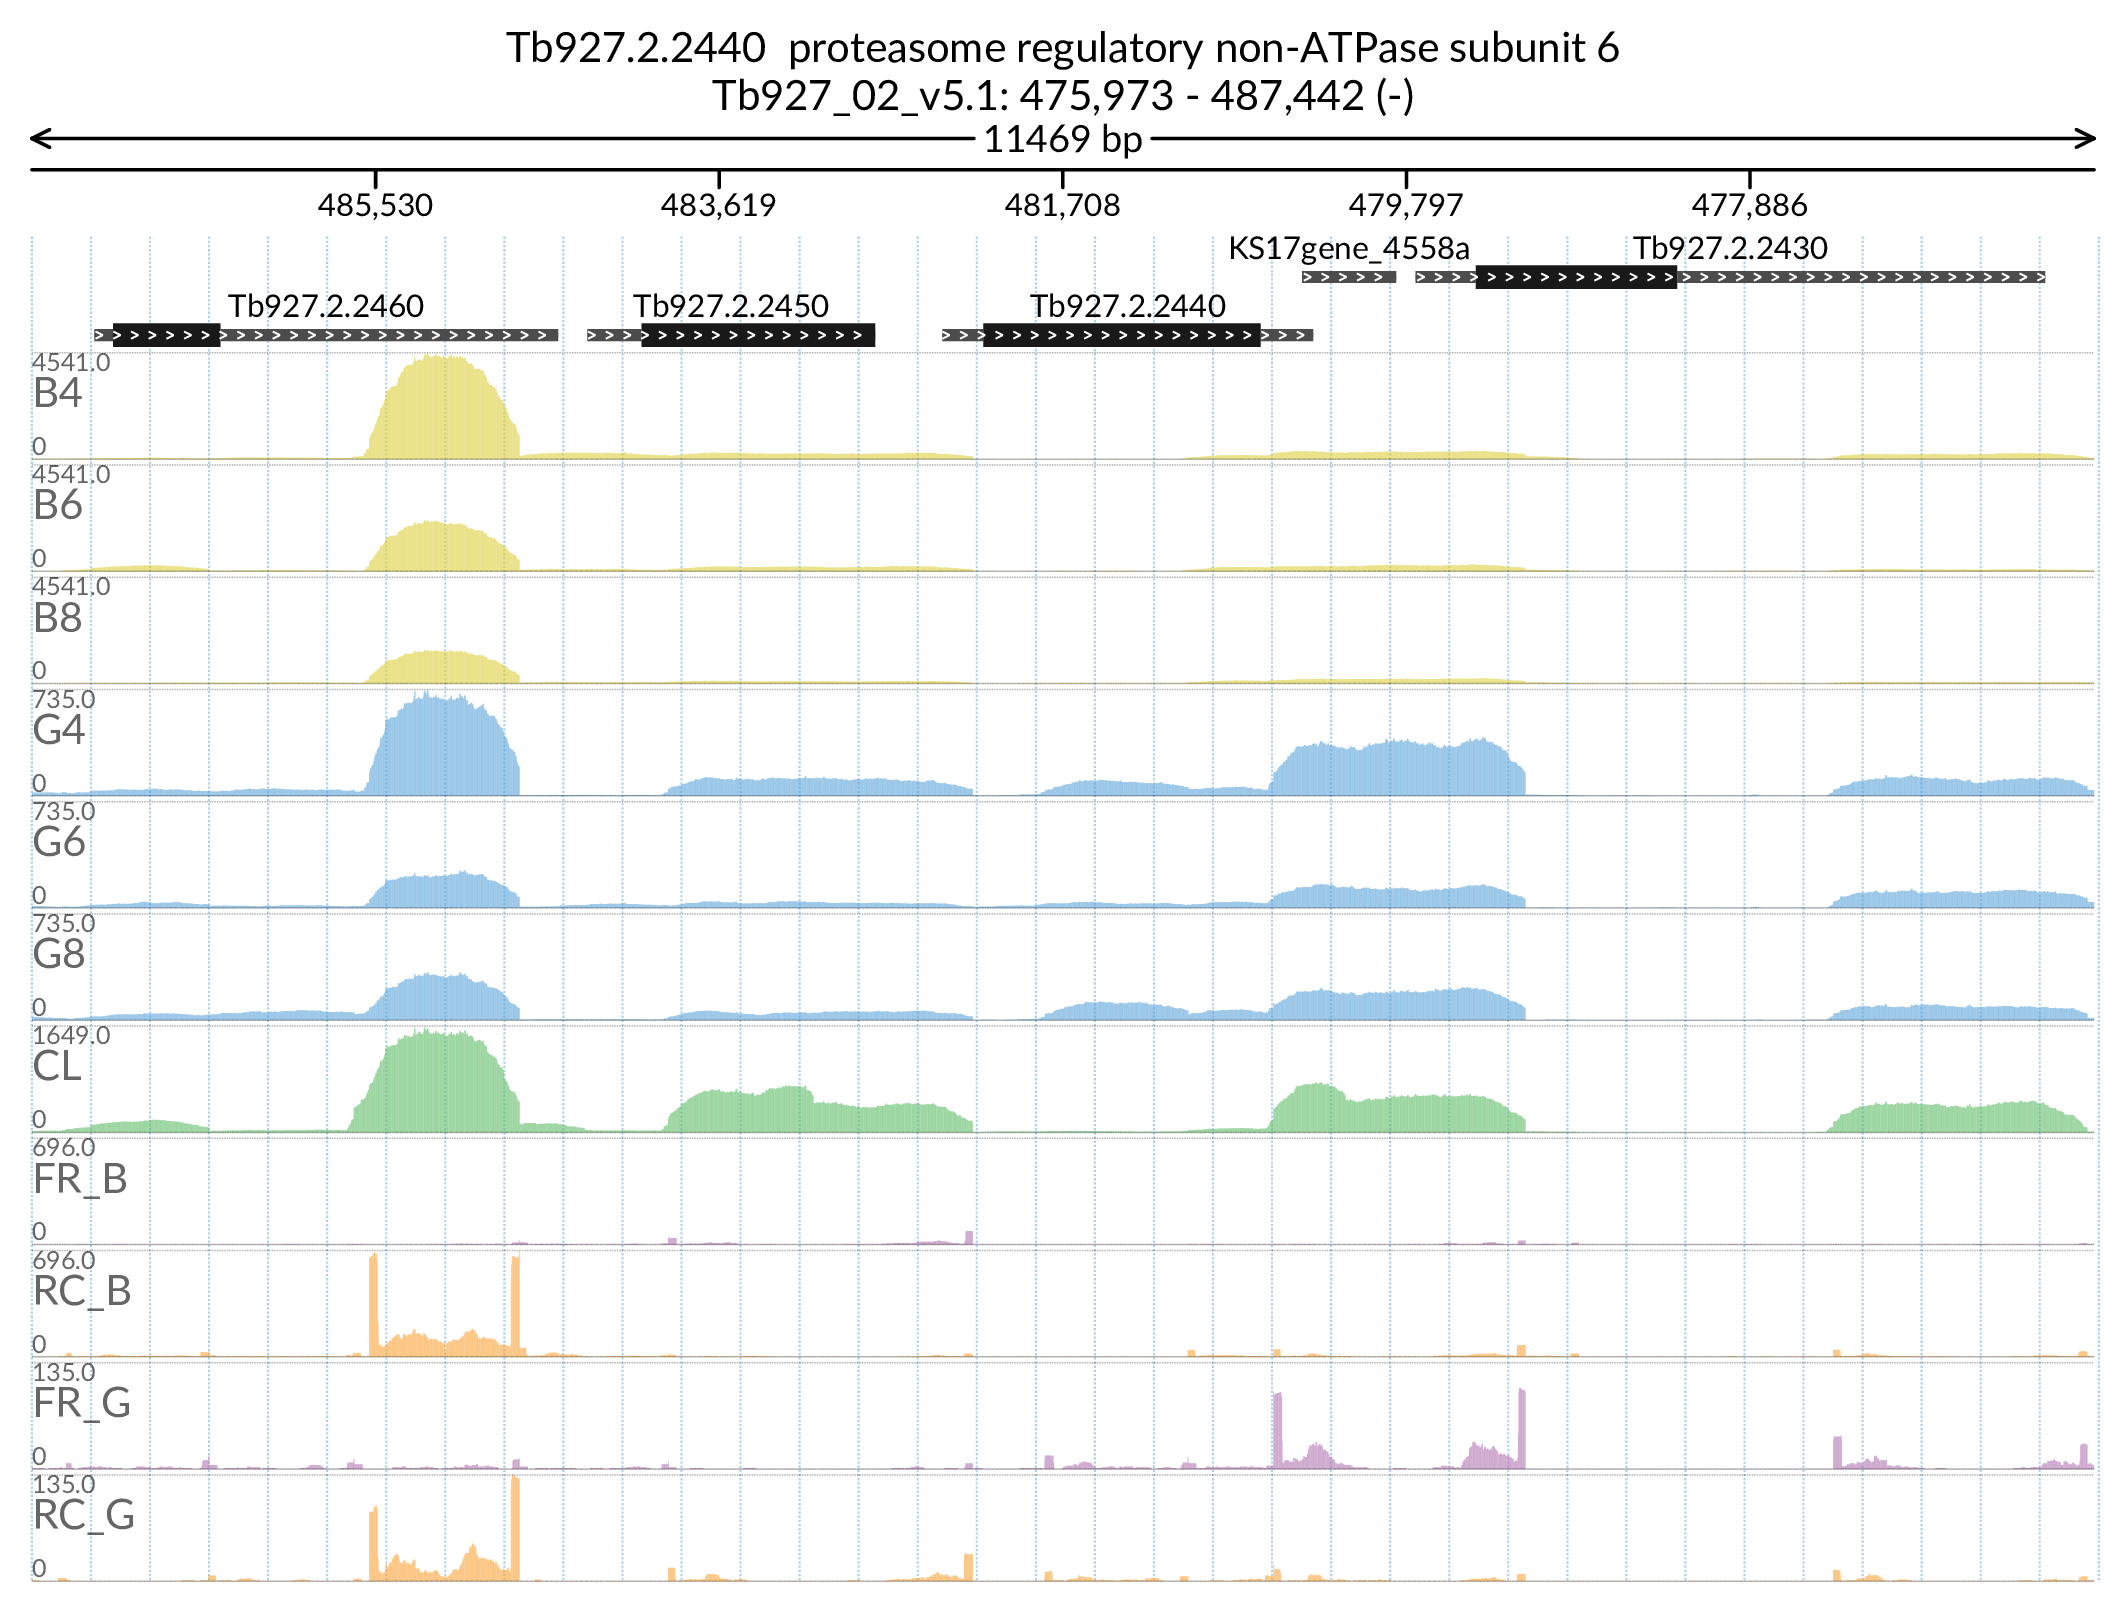 Tb927.2.2440  proteasome regulatory non-ATPase subunit 6
Tb927_02_v5.1: 475,973 - 487,442 (-)
11469 bp
485,530 483,619 481,708 479,797 477,886
KS17gene_4558a Tb927.2.2430
Tb927.2.2460 Tb927.2.2450 Tb927.2.2440
4541.0
B4
0
4541.0
B6
0
4541.0
B8
0
735.0
G4
0
735.0
G6
0
735.0
G8
0
1649.0
CL
0
696.0
FR_B
0
696.0
RC_B
0
135.0
FR_G
0
135.0
RC_G
0